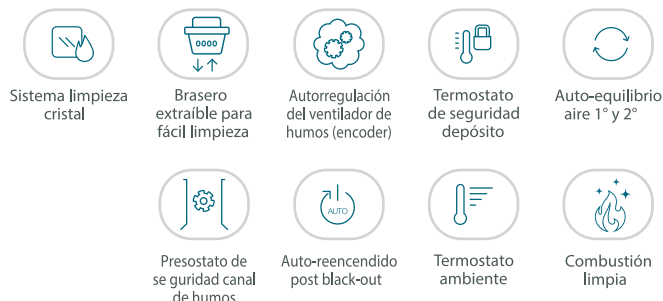 Sistema limpieza
cristal
Brasero
extraíble para
fácil limpieza
Autorregulación
del ventilador de
humos (encoder)
Termostato
de seguridad
depósito
Auto-equilibrio
aire 1° y 2°
Presostato de
se guridad canal
de humos
AUTO
Auto-reencendido
post black-out
Termostato
ambiente
Combustión
limpia